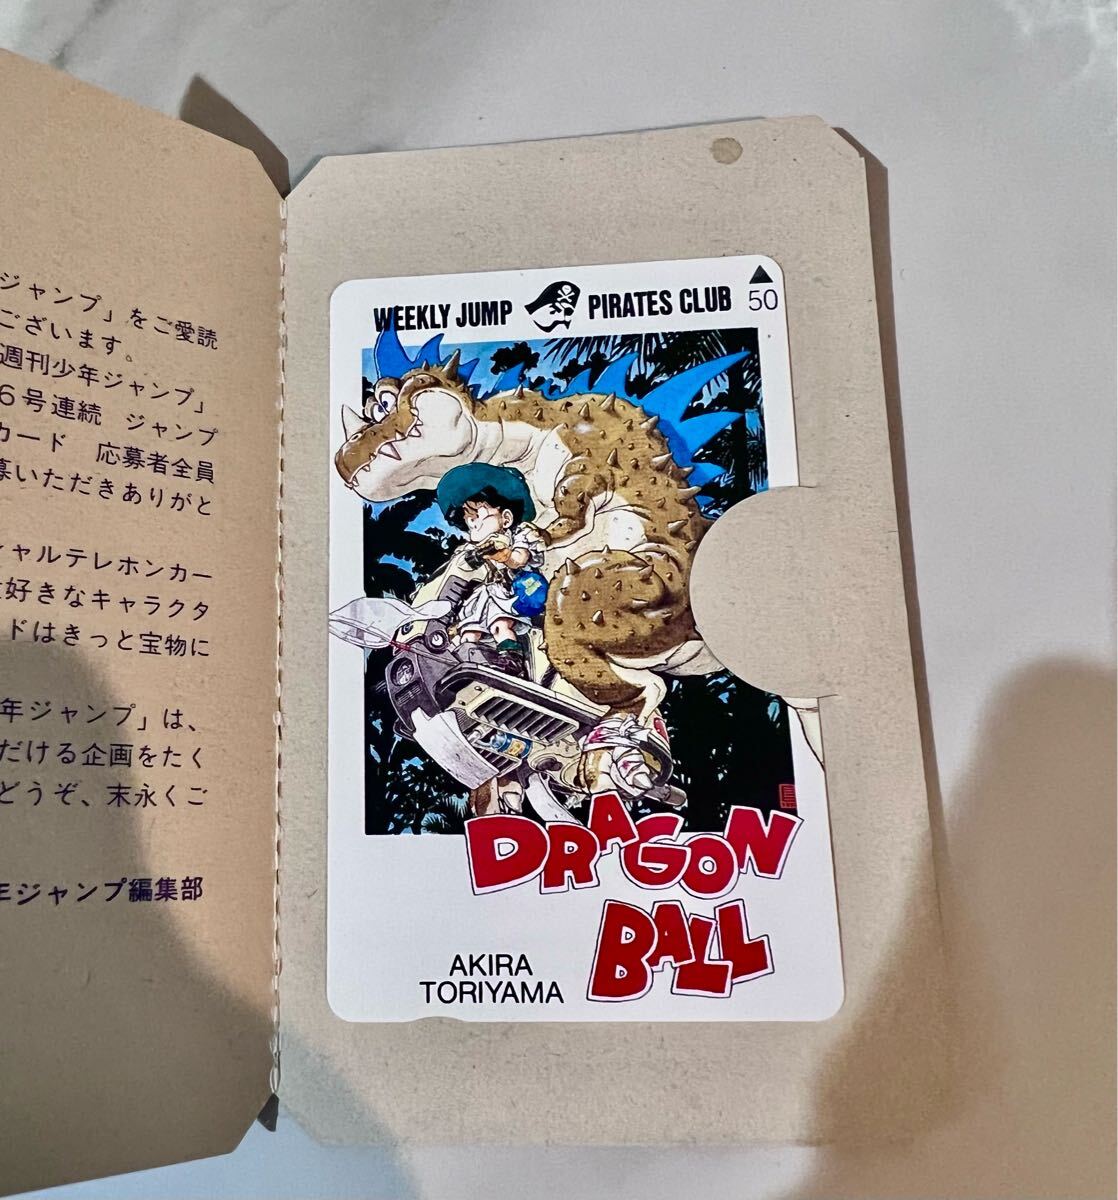 ジャンプ」をご愛読
ございます。
週刊少年ジャンプ」
6号連続 ジャンプ
カード 応募者全員
募いただきありがと
ャルテレホンカー
好きなキャラクタ
ドはきっと宝物に
年ジャンプ」は、
だける企画をたく
どうぞ、末永くご
年ジャンプ編集部
WEEKLY JUMP PIRATES CLUB
50
DRAGON
BALL
AKIRA
TORIYAMA